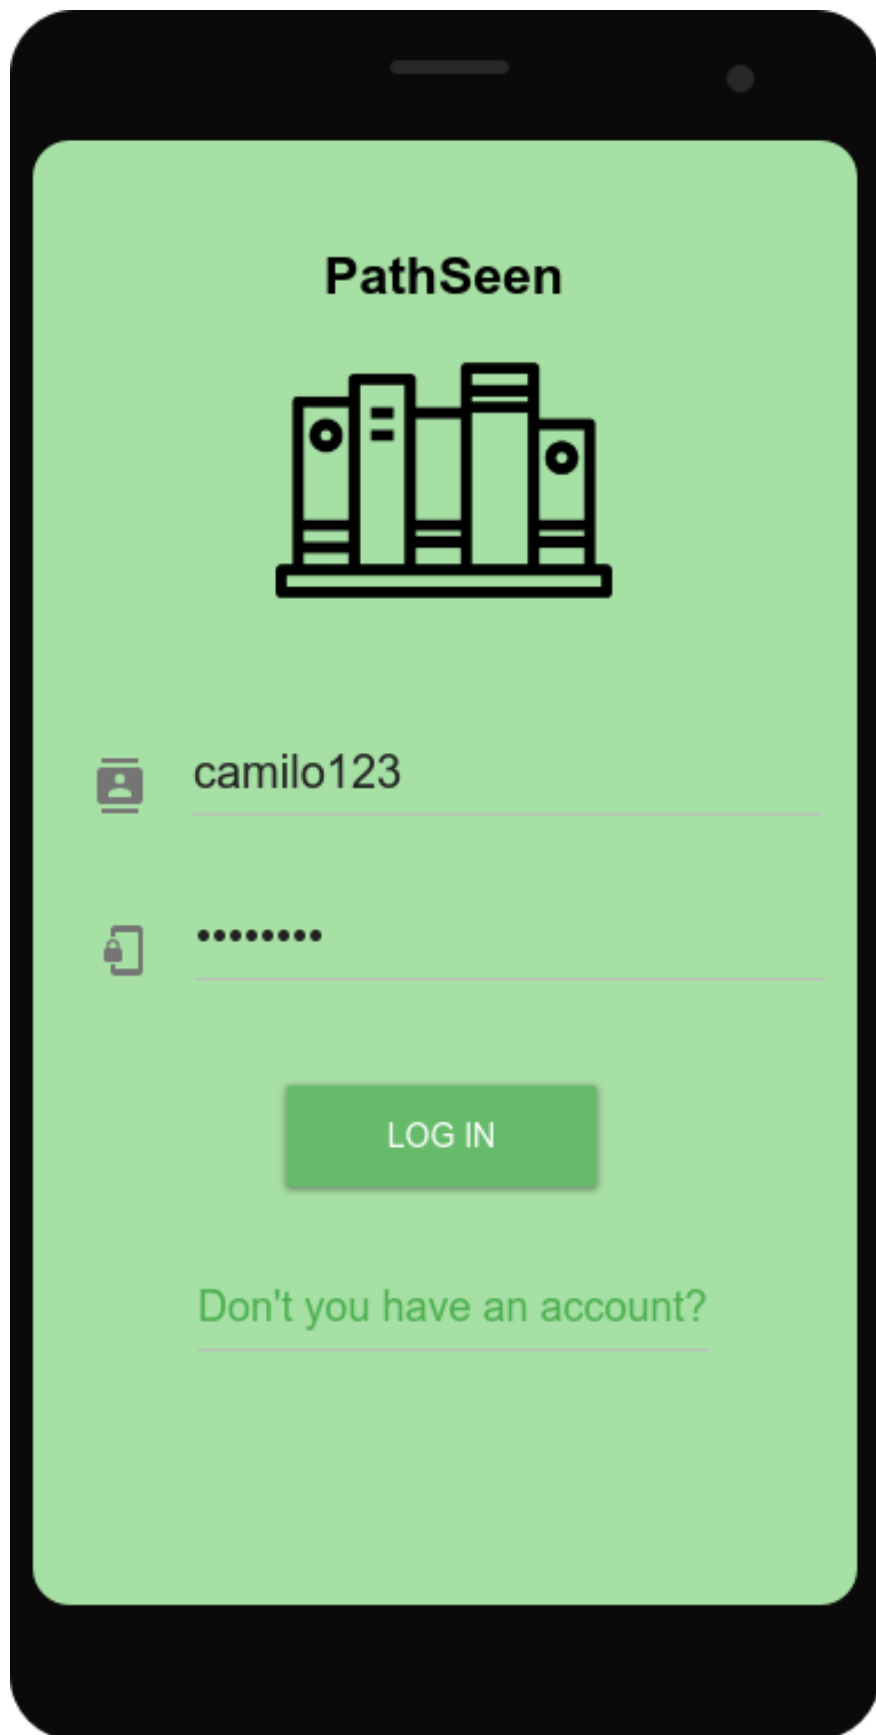 PathSeen
camilo123
••••••••
LOG IN
Don't you have an account?